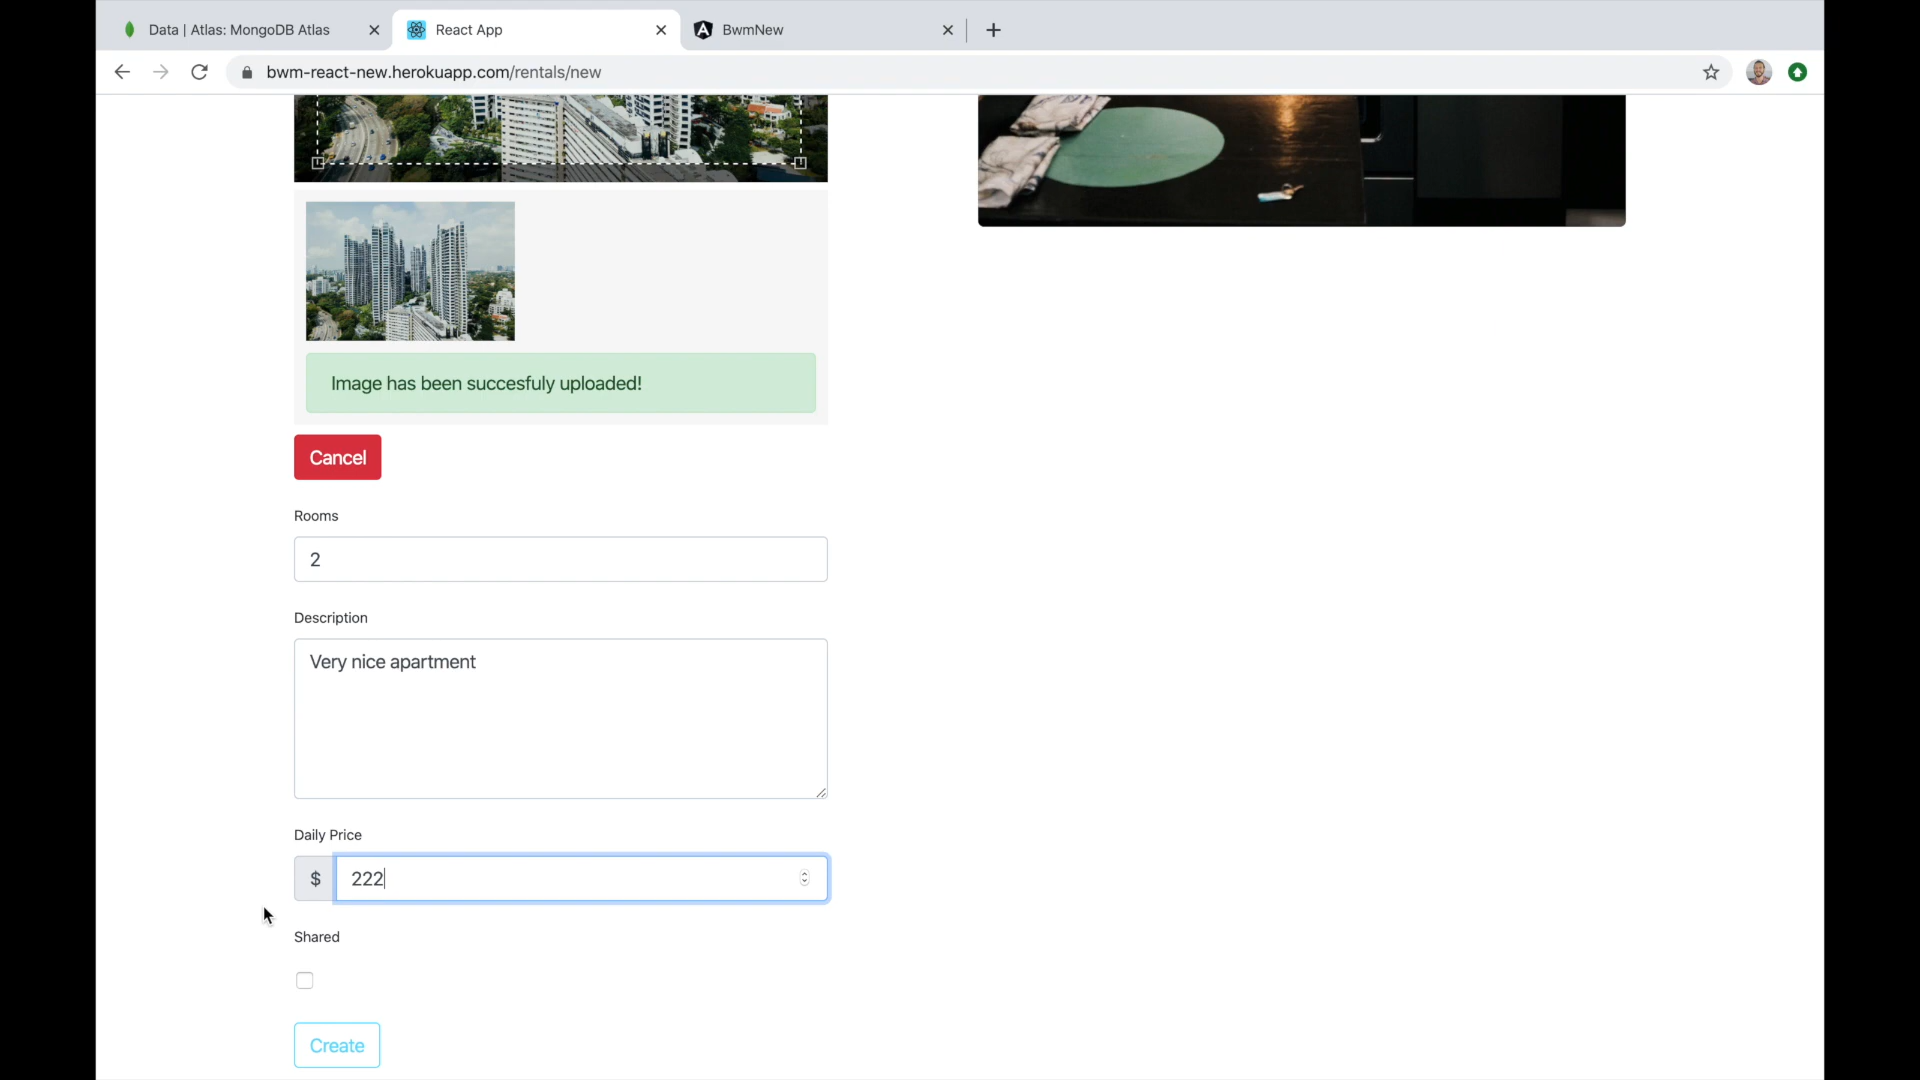 Data | Atlas: MongoDB Atlas
React App
BwmNew
bwm-react-new.herokuapp.com/rentals/new
Image has been succesfuly uploaded!
Cancel
Rooms
2
Description
Very nice apartment
Daily Price
$ 222
Shared
Create